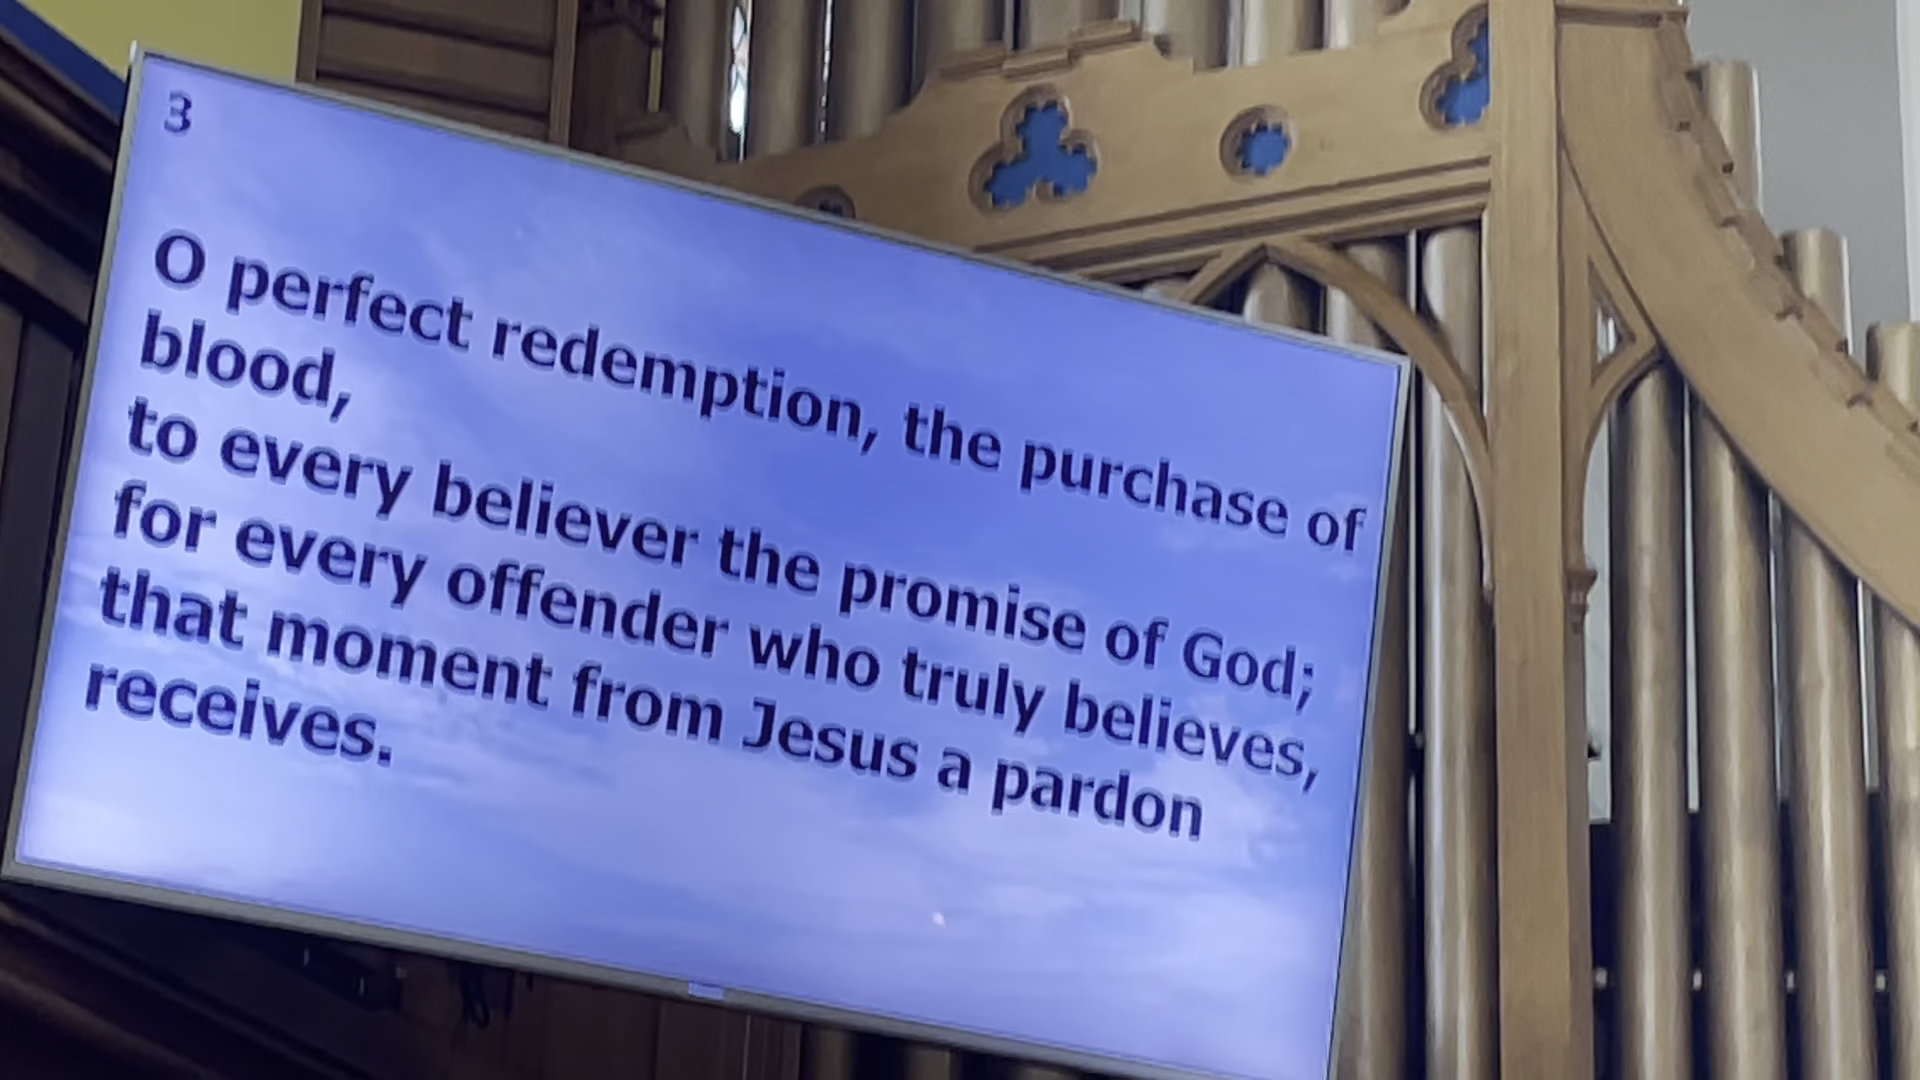 3
O perfect redemption, the purchase of
blood,
to every believer the promise of God;
for every offender who truly believes,
that moment from Jesus a pardon
receives.